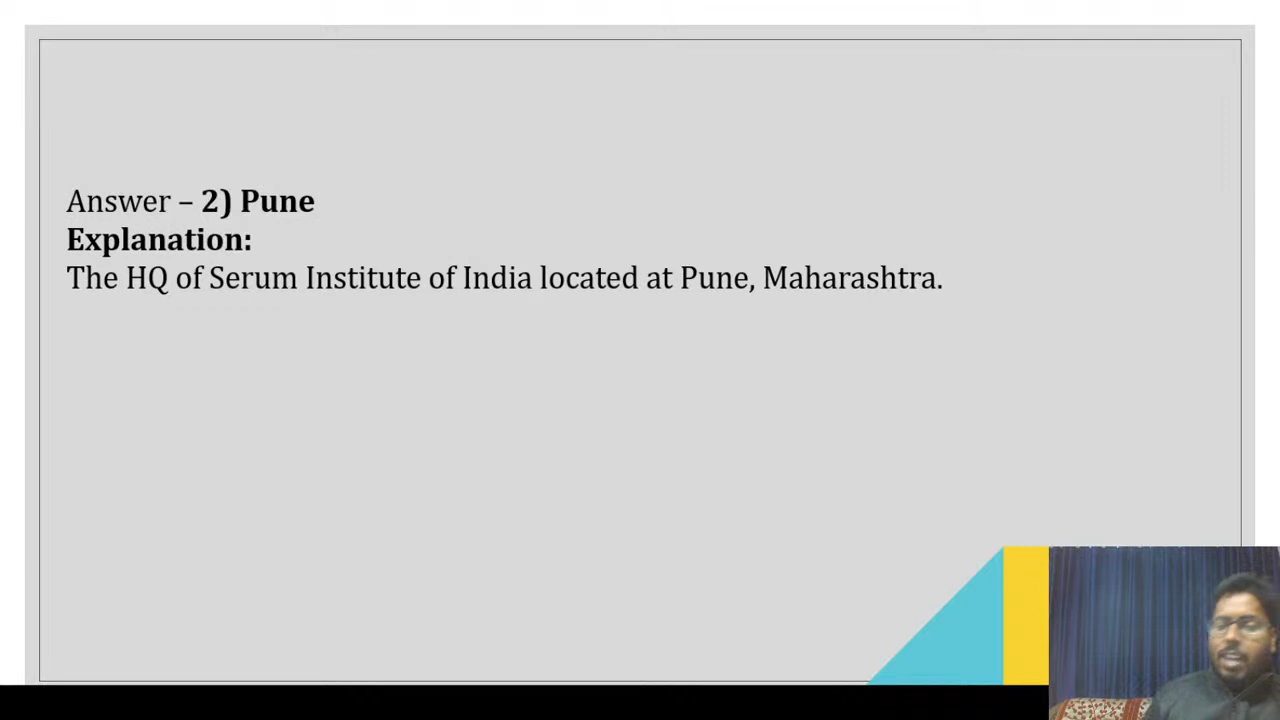 Answer – 2) Pune
Explanation:
The HQ of Serum Institute of India located at Pune, Maharashtra.